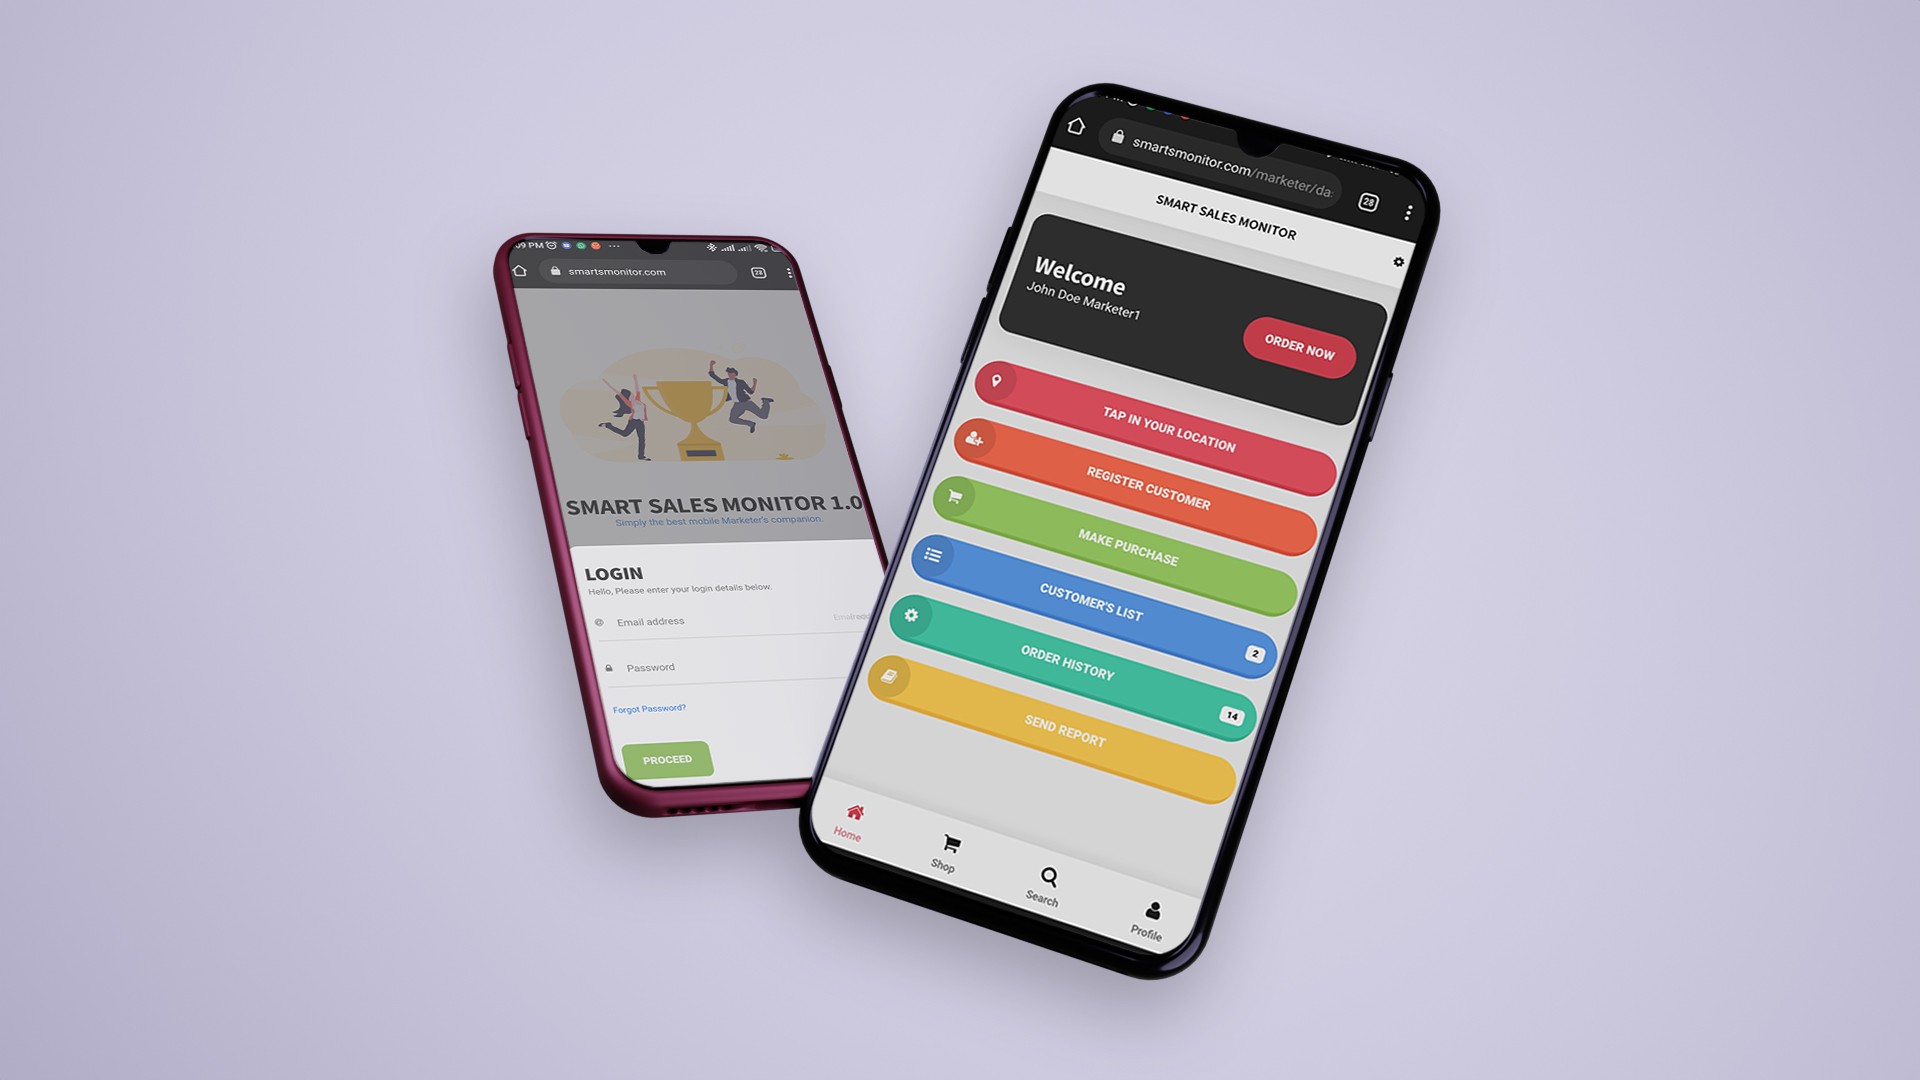 09 PM
smartsmonitor.com
28
SMART SALES MONITOR 1.0
Simply the best mobile Marketer's companion.
LOGIN
Hello, Please enter your login details below.
Email address
Password
Forgot Password?
PROCEED
smartsmonitor.com/marketer/da
28
SMART SALES MONITOR
Welcome
John Doe Marketer1
ORDER NOW
TAP IN YOUR LOCATION
REGISTER CUSTOMER
MAKE PURCHASE
CUSTOMER'S LIST
2
ORDER HISTORY
14
SEND REPORT
Home
Shop
Search
Profile